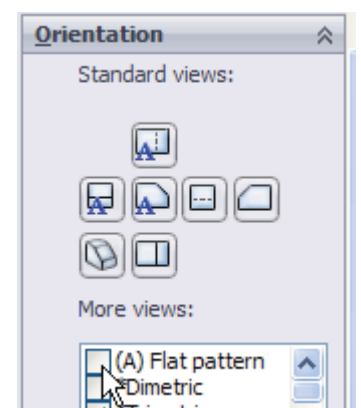 Orientation
Standard views:
A
A A
More views:
(A) Flat pattern
*Dimetric